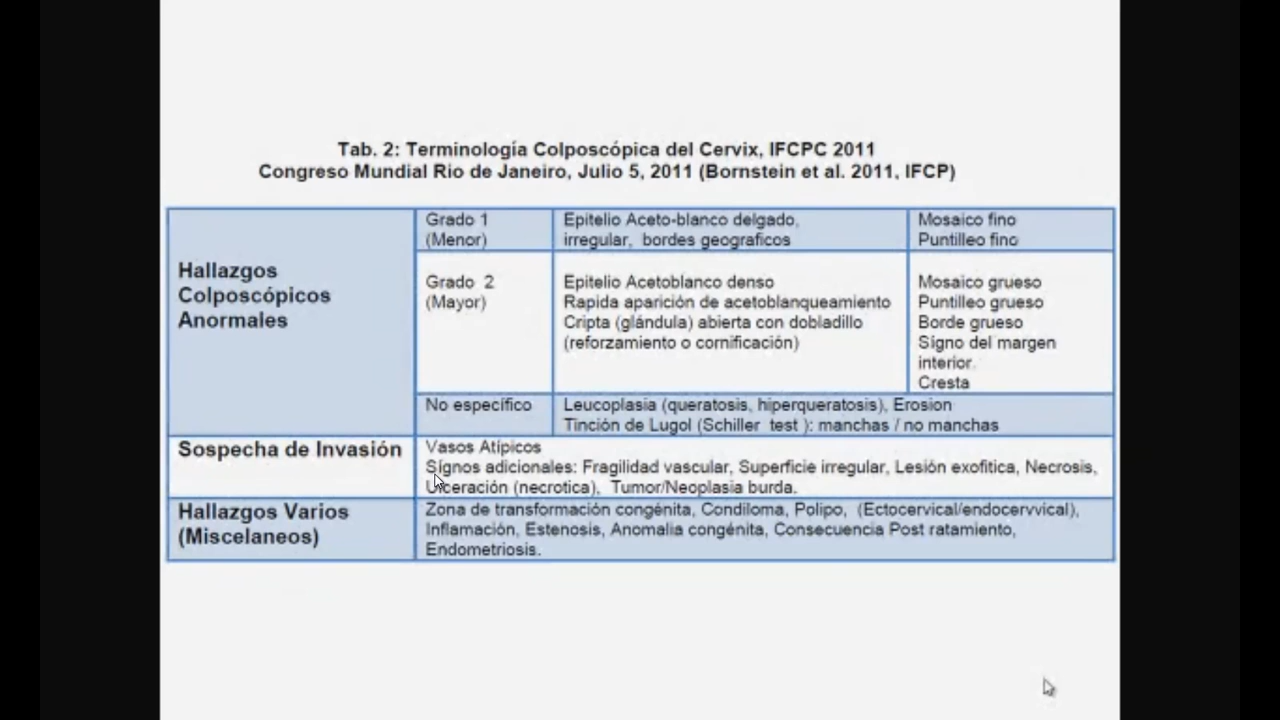 Tab. 2: Terminología Colposcópica del Cervix, IFCPC 2011
Congreso Mundial Rio de Janeiro, Julio 5, 2011 (Bornstein et al. 2011, IFCP)
Hallazgos
Colposcópicos
Anormales
Grado 1
(Menor)
Epitelio Aceto-blanco delgado,
irregular, bordes geograficos
Mosaico fino
Puntilleo fino
Grado 2
(Mayor)
Epitelio Acetoblanco denso
Rapida aparición de acetoblanqueamiento
Cripta (glándula) abierta con dobladillo
(reforzamiento o cornificación)
Mosaico grueso
Puntilleo grueso
Borde grueso
Signo del margen
interior.
Cresta
No específico
Leucoplasia (queratosis, hiperqueratosis), Erosion
Tinción de Lugol (Schiller test ): manchas / no manchas
Sospecha de Invasión
Vasos Atípicos
Signos adicionales: Fragilidad vascular, Superficie irregular, Lesión exofitica, Necrosis,
Ulceración (necrotica), Tumor/Neoplasia burda.
Hallazgos Varios
(Miscelaneos)
Zona de transformación congénita, Condiloma, Polipo, (Ectocervical/endocervvical),
Inflamación, Estenosis, Anomalia congénita, Consecuencia Post ratamiento,
Endometriosis.